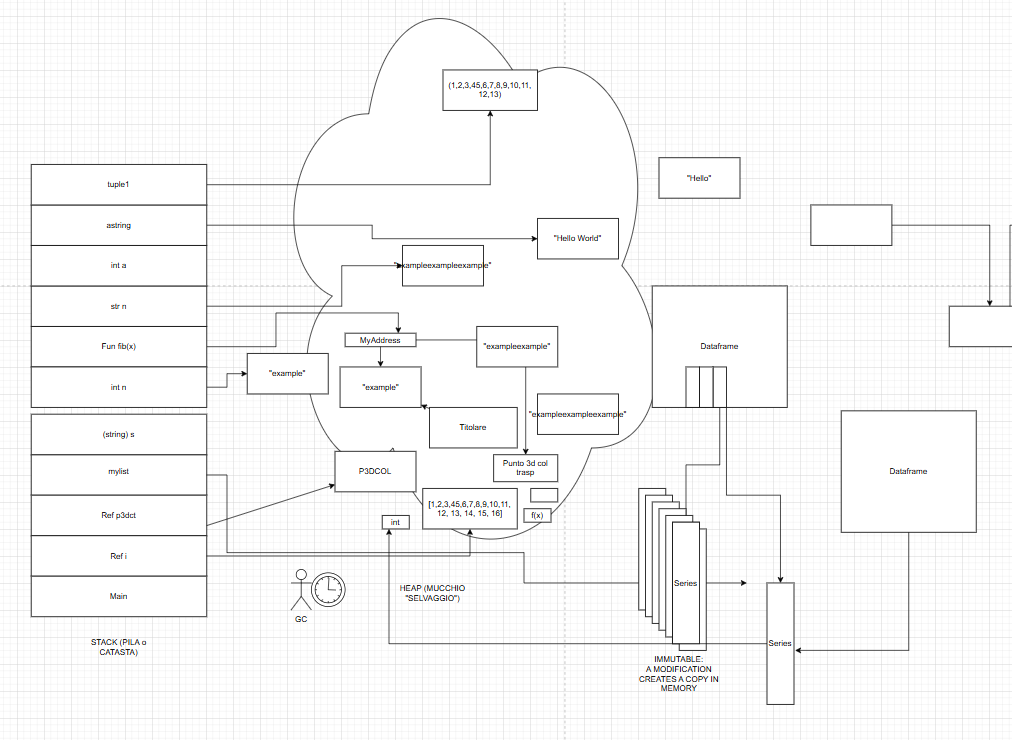 (1,2,3,45,6,7,8,9,10,11,
12,13)
tuple1
"Hello"
astring
"Hello World"
int a
"exampleexampleexample"
str n
Fun fib(x)
MyAddress
"exampleexample"
Dataframe
int n
"example"
"example"
"exampleexampleexample"
Titolare
(string) s
mylist
P3DCOL
Punto 3d col
trasp
Dataframe
Ref p3dct
[1,2,3,45,6,7,8,9,10,11,
12, 13, 14, 15, 16]
int
f(x)
Ref i
Main
GC
HEAP (MUCCHIO
"SELVAGGIO")
Series
STACK (PILA o
CATASTA)
Series
IMMUTABLE:
A MODIFICATION
CREATES A COPY IN
MEMORY